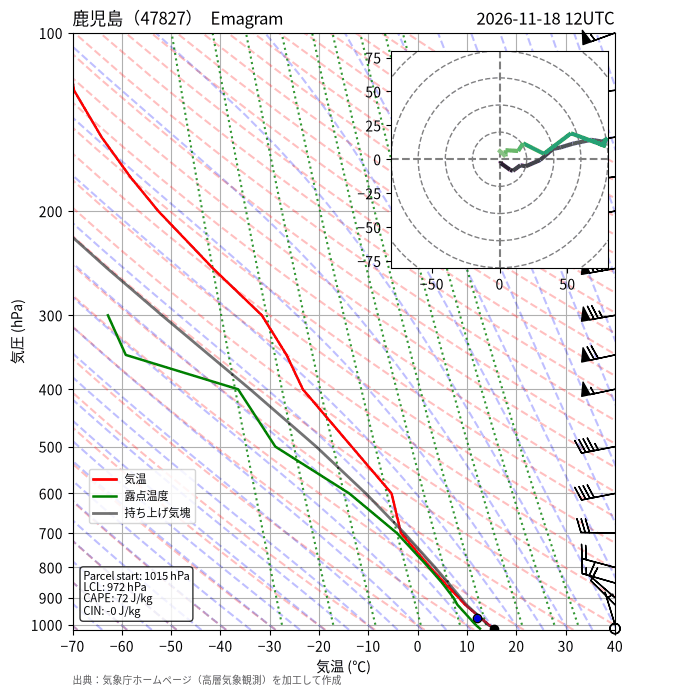 鹿児島（47827） Emagram
2026-11-18 12UTC
100
200
300
400
500
600
700
800
900
1000
気圧 (hPa)
75
50
25
0
−25
−50
−75
−50
0
50
気温
露点温度
持ち上げ気塊
Parcel start: 1015 hPa
LCL: 972 hPa
CAPE: 72 J/kg
CIN: -0 J/kg
−70
−60
−50
−40
−30
−20
−10
0
10
20
30
40
気温 (°C)
出典：気象庁ホームページ（高層気象観測）を加工して作成